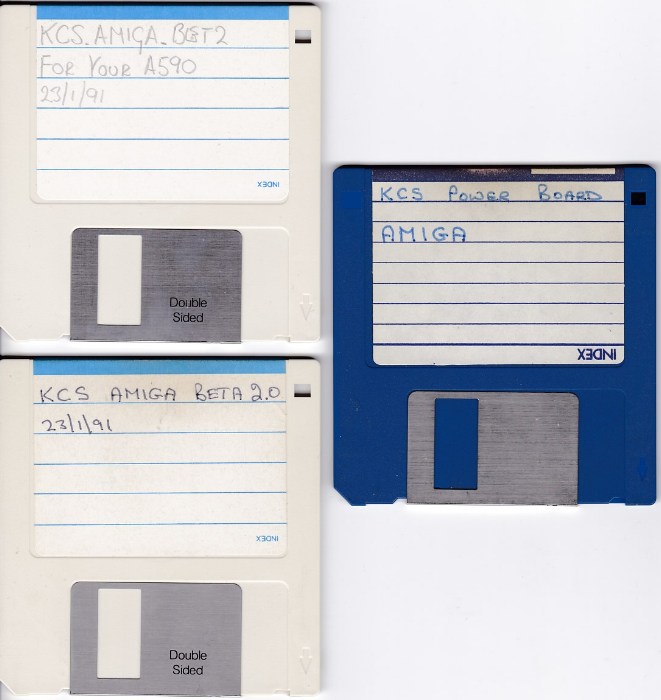 KCS.AMIGA.BET2
FOR YOUR A590
23/1/91
INDEX
Double
Sided
KCS POWER BOARD
AMIGA
INDEX
KCS AMIGA BETA 2.0
23/1/91
INDEX
Double
Sided